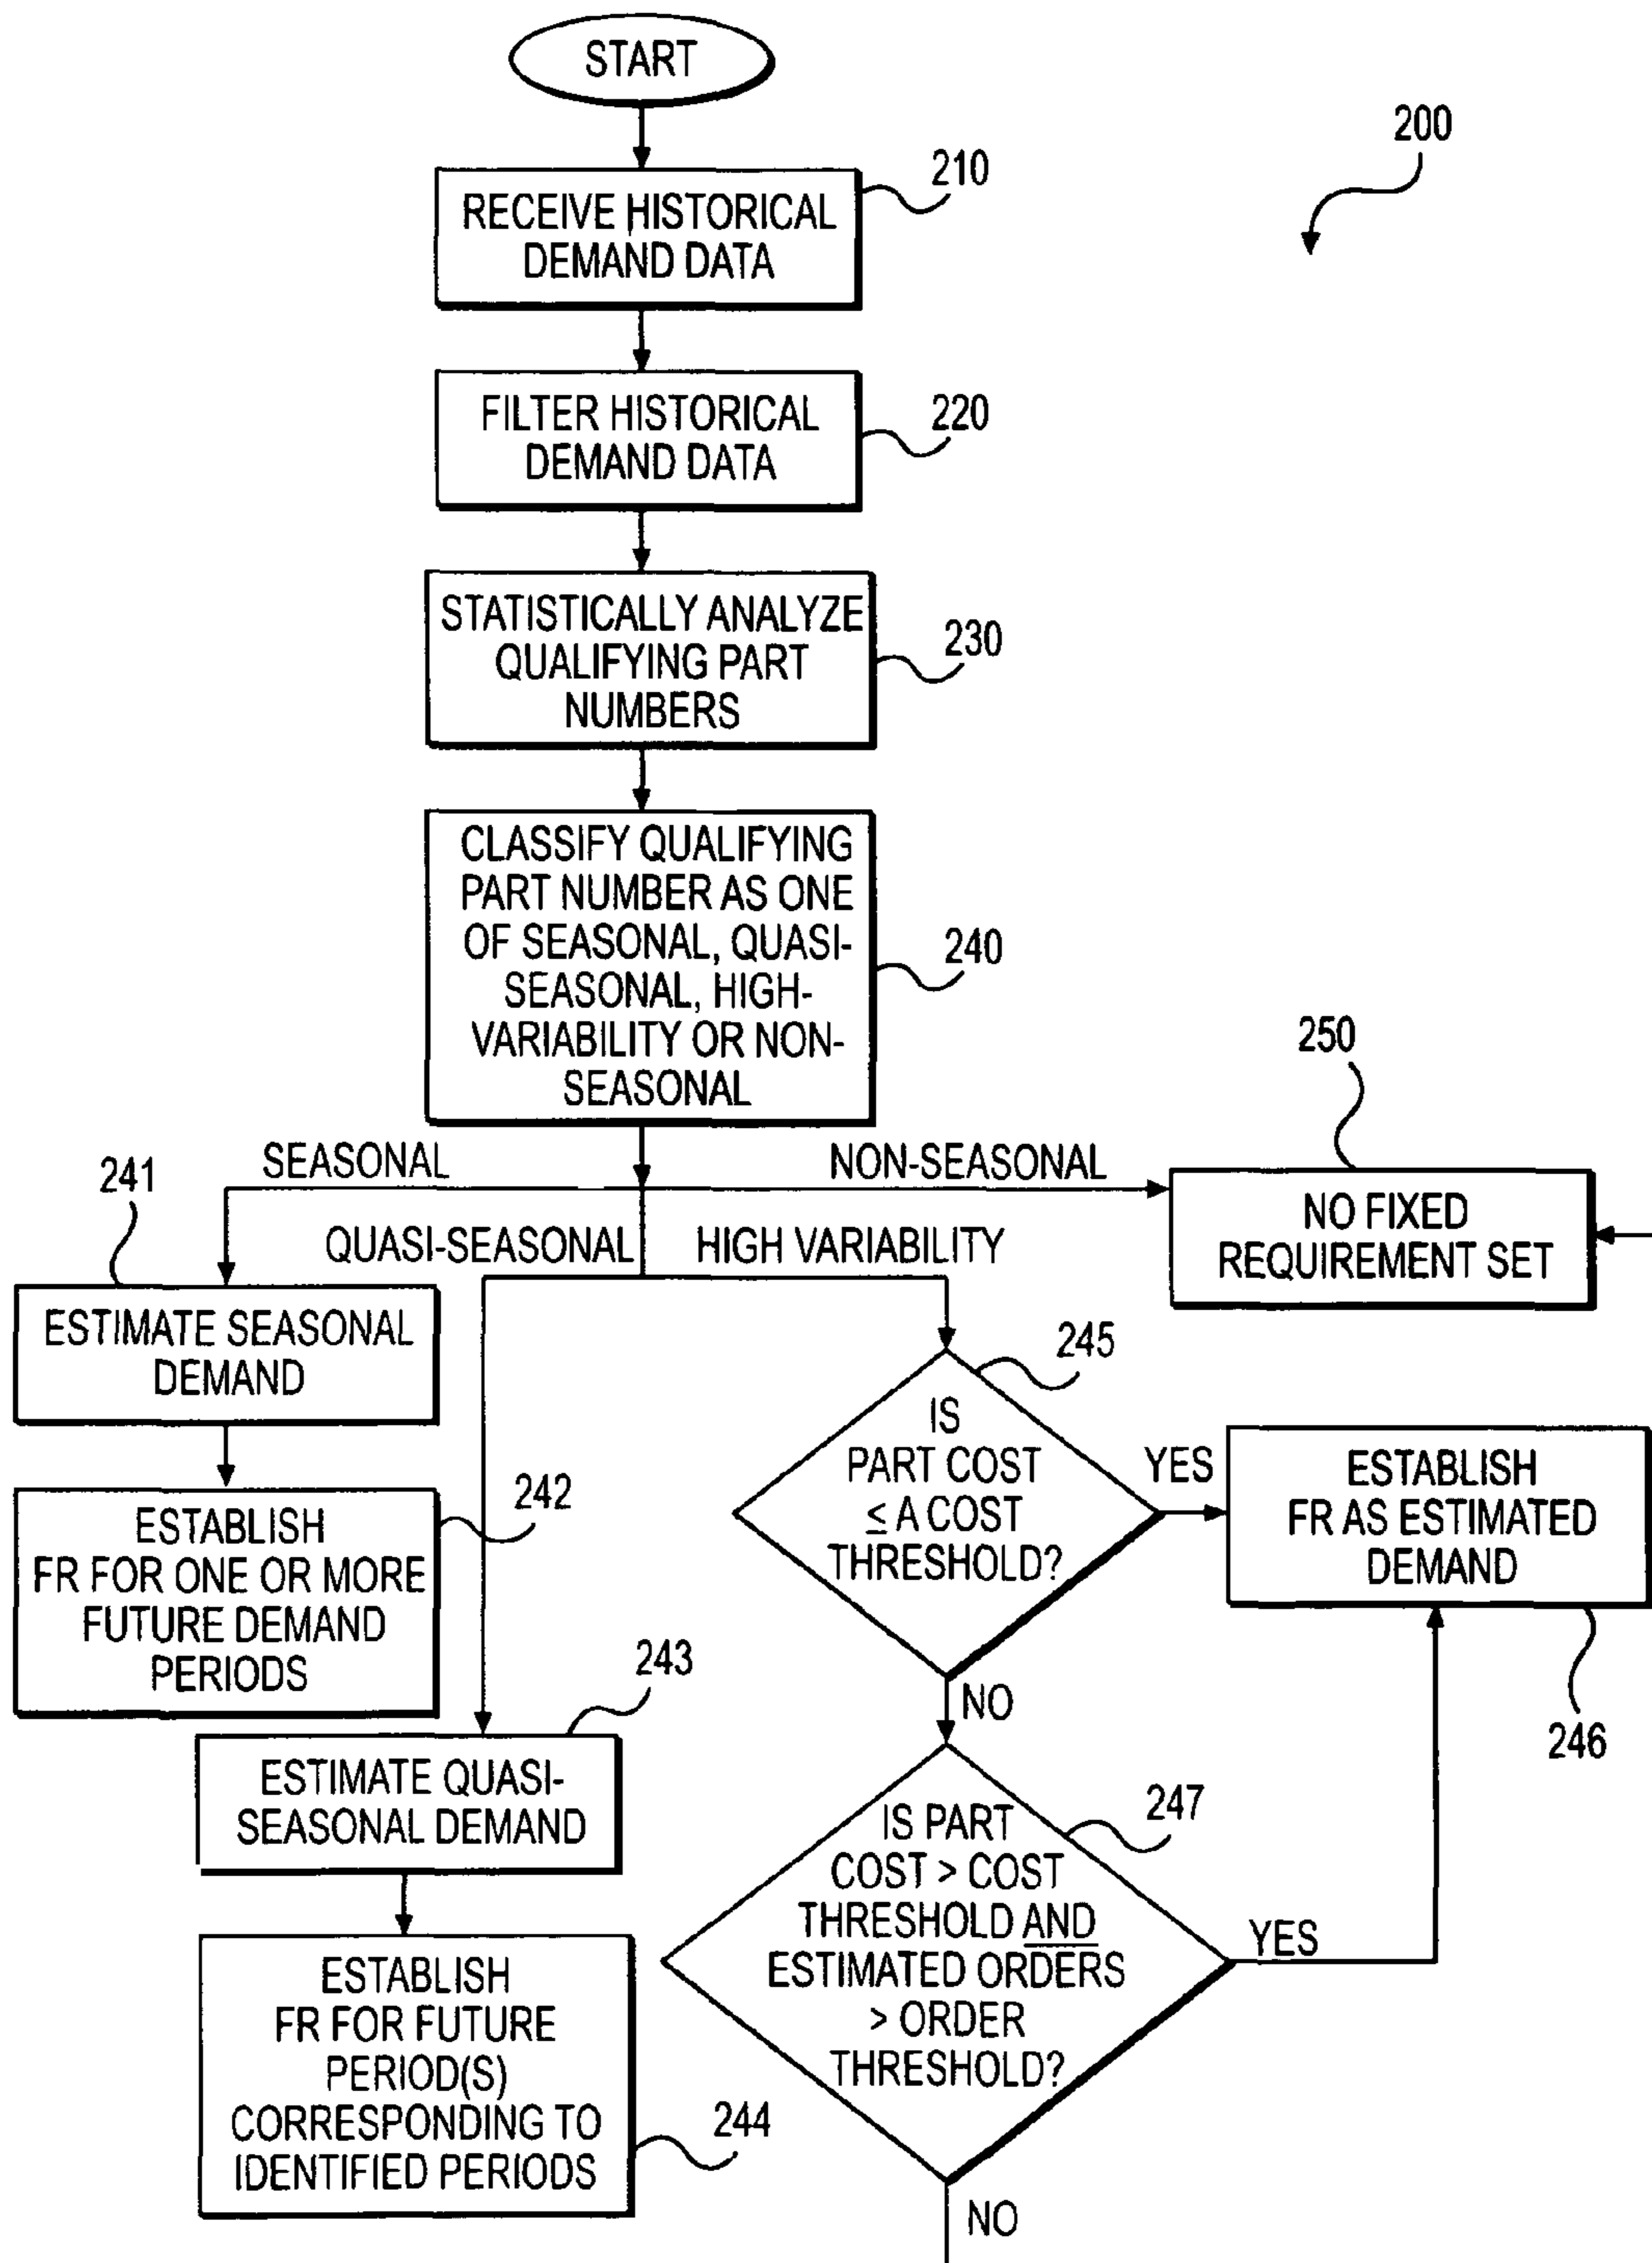 START
200
210
RECEIVE HISTORICAL
DEMAND DATA
FILTER HISTORICAL
DEMAND DATA
220
STATISTICALLY ANALYZE
QUALIFYING PART
NUMBERS
230
CLASSIFY QUALIFYING
PART NUMBER AS ONE
OF SEASONAL, QUASI-
SEASONAL, HIGH-
VARIABILITY OR NON-
SEASONAL
240
250
SEASONAL
NON-SEASONAL
241
QUASI-SEASONAL
HIGH VARIABILITY
NO FIXED
REQUIREMENT SET
ESTIMATE SEASONAL
DEMAND
245
IS
PART COST
≤ A COST
THRESHOLD?
YES
ESTABLISH
FR AS ESTIMATED
DEMAND
246
242
ESTABLISH
FR FOR ONE OR MORE
FUTURE DEMAND
PERIODS
NO
243
ESTIMATE QUASI-
SEASONAL DEMAND
247
IS PART
COST > COST
THRESHOLD AND
ESTIMATED ORDERS
> ORDER
THRESHOLD?
YES
ESTABLISH
FR FOR FUTURE
PERIOD(S)
CORRESPONDING TO
IDENTIFIED PERIODS
244
NO